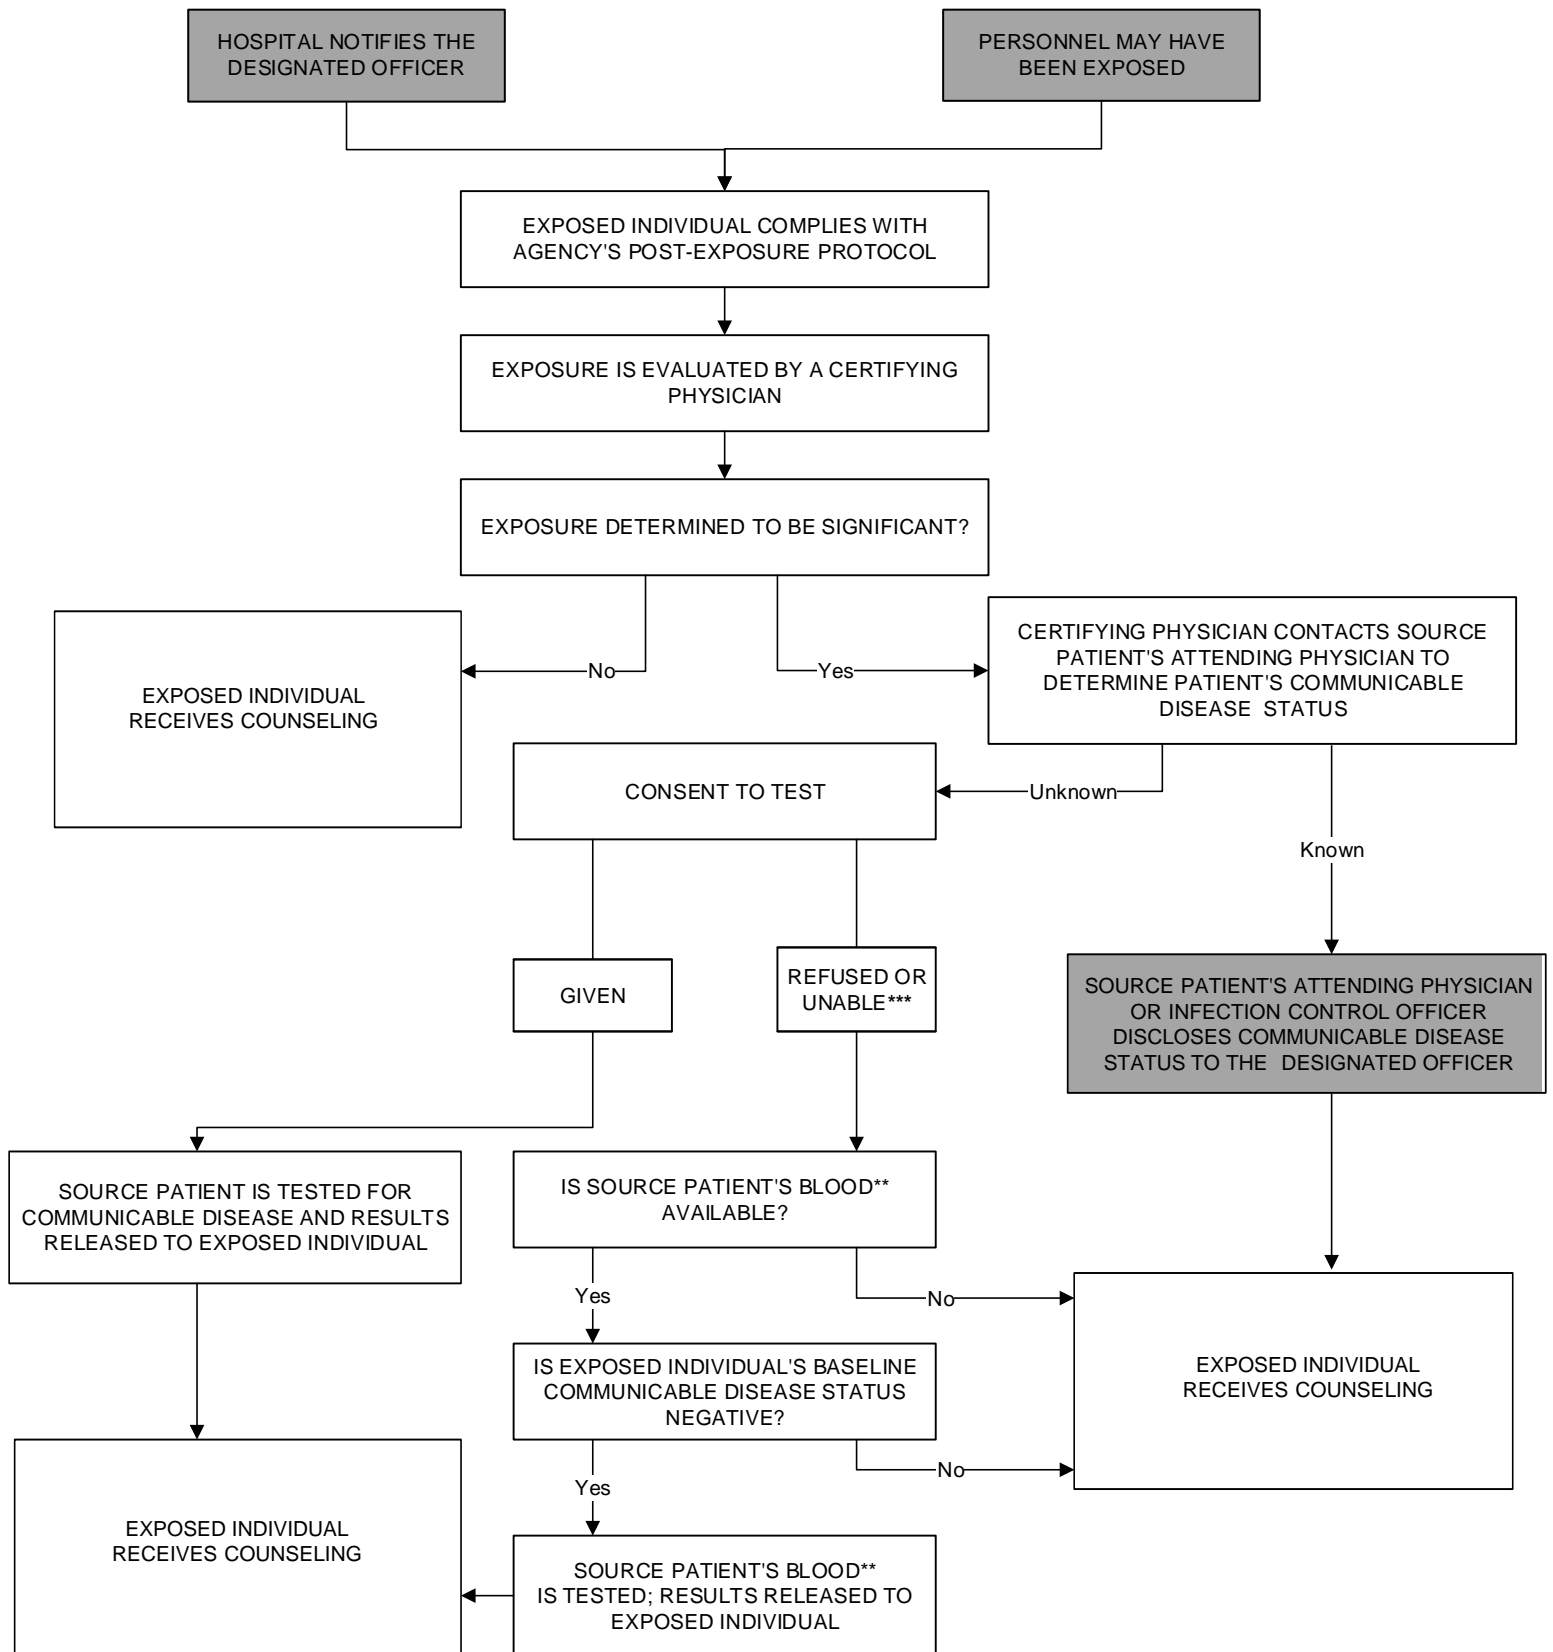 HOSPITAL NOTIFIES THE
DESIGNATED OFFICER
PERSONNEL MAY HAVE
BEEN EXPOSED
EXPOSED INDIVIDUAL COMPLIES WITH
AGENCY'S POST-EXPOSURE PROTOCOL
EXPOSURE IS EVALUATED BY A CERTIFYING
PHYSICIAN
EXPOSURE DETERMINED TO BE SIGNIFICANT?
No
Yes
EXPOSED INDIVIDUAL
RECEIVES COUNSELING
CERTIFYING PHYSICIAN CONTACTS SOURCE
PATIENT'S ATTENDING PHYSICIAN TO
DETERMINE PATIENT'S COMMUNICABLE
DISEASE STATUS
CONSENT TO TEST
Unknown
Known
GIVEN
REFUSED OR
UNABLE***
SOURCE PATIENT'S ATTENDING PHYSICIAN
OR INFECTION CONTROL OFFICER
DISCLOSES COMMUNICABLE DISEASE
STATUS TO THE DESIGNATED OFFICER
SOURCE PATIENT IS TESTED FOR
COMMUNICABLE DISEASE AND RESULTS
RELEASED TO EXPOSED INDIVIDUAL
IS SOURCE PATIENT'S BLOOD**
AVAILABLE?
Yes
No
IS EXPOSED INDIVIDUAL'S BASELINE
COMMUNICABLE DISEASE STATUS
NEGATIVE?
EXPOSED INDIVIDUAL
RECEIVES COUNSELING
Yes
No
EXPOSED INDIVIDUAL
RECEIVES COUNSELING
SOURCE PATIENT'S BLOOD**
IS TESTED; RESULTS RELEASED TO
EXPOSED INDIVIDUAL